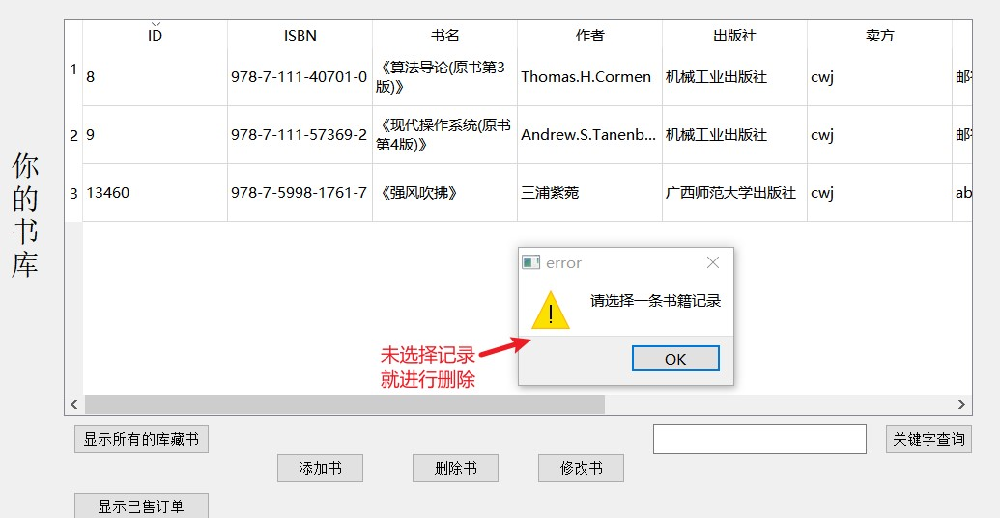 ID ISBN 书名 作者 出版社 卖方
1 8 978-7-111-40701-0 《算法导论(原书第3 Thomas.H.Cormen 机械工业出版社 cwj
版)》
2 9 978-7-111-57369-2 《现代操作系统(原书 Andrew.S.Tanenb... 机械工业出版社 cwj
第4版)》
3 13460 978-7-5998-1761-7 《强风吹拂》 三浦紫菀 广西师范大学出版社 cwj ab
你的书库
error
请选择一条书籍记录
OK
未选择记录
就进行删除
显示所有的库藏书 关键字查询
添加书 删除书 修改书
显示已售订单